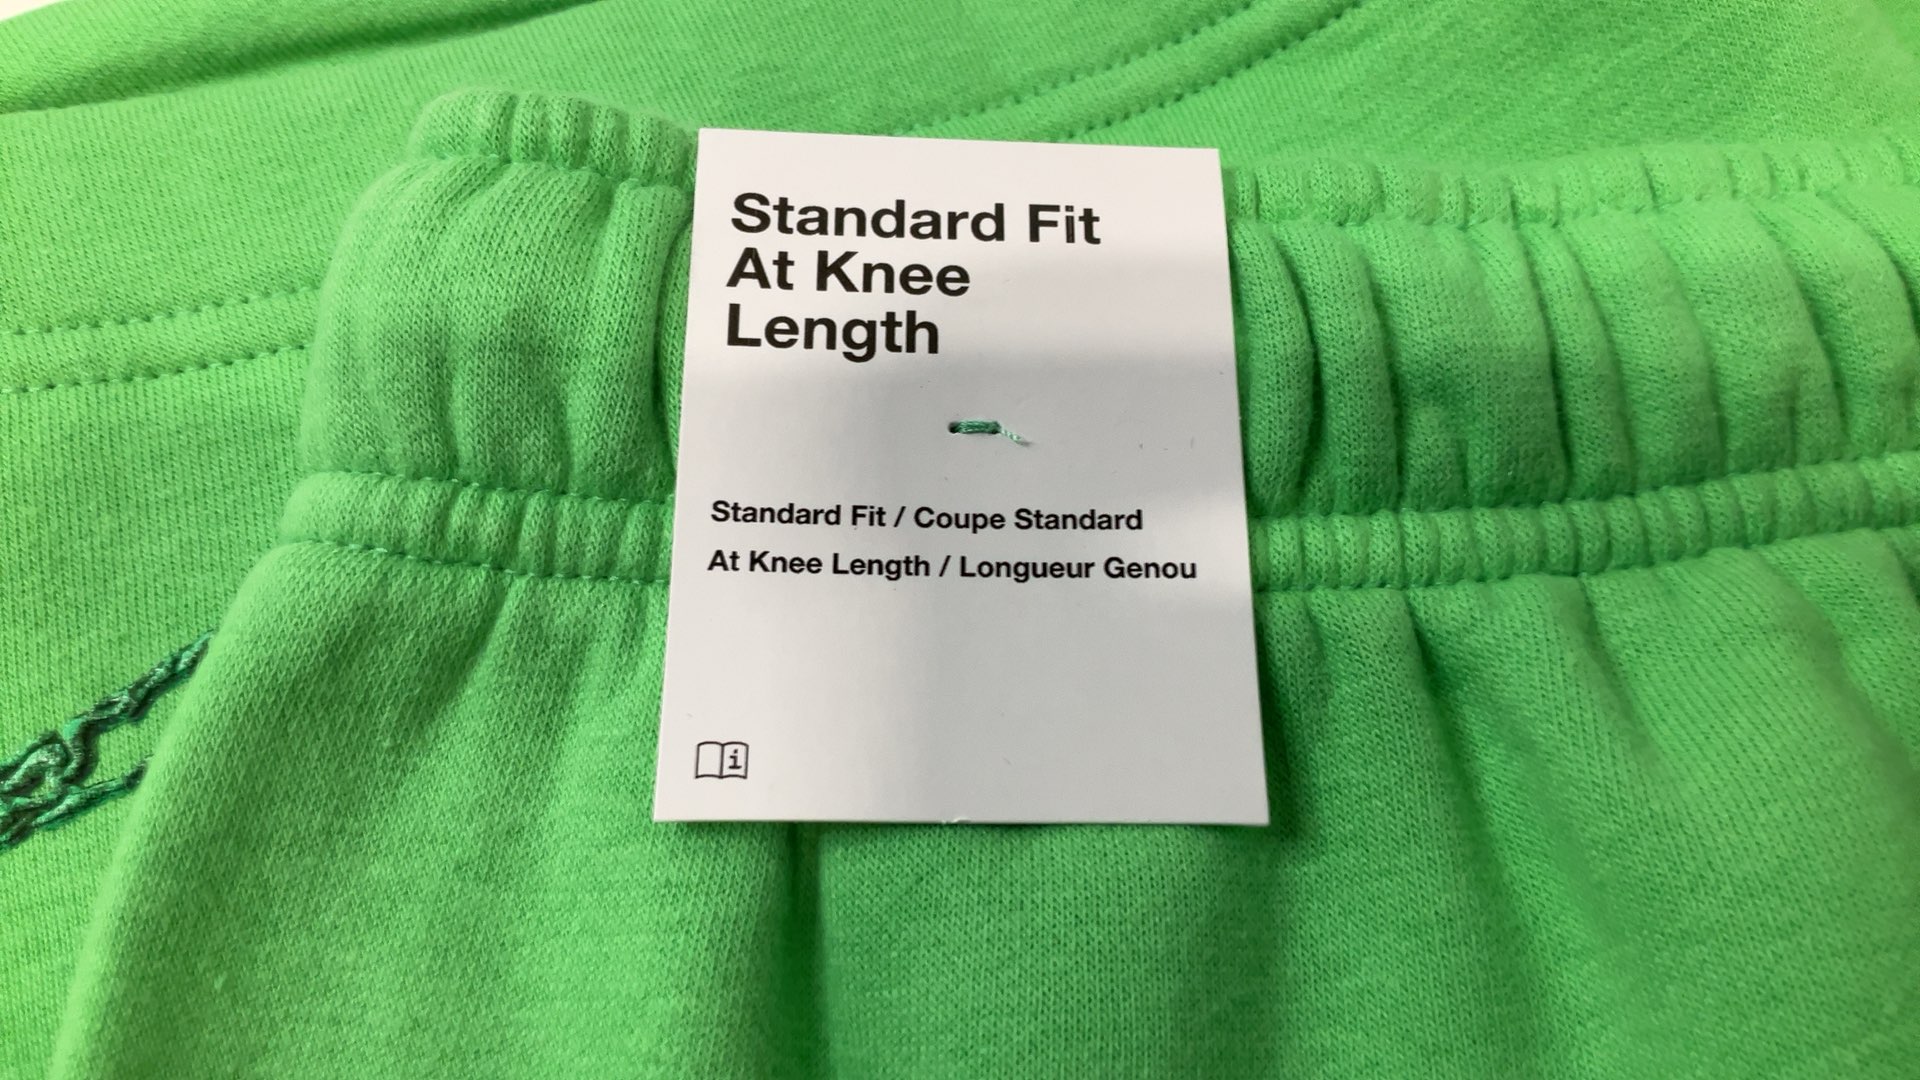 Standard Fit
At Knee
Length
Standard Fit / Coupe Standard
At Knee Length / Longueur Genou
i